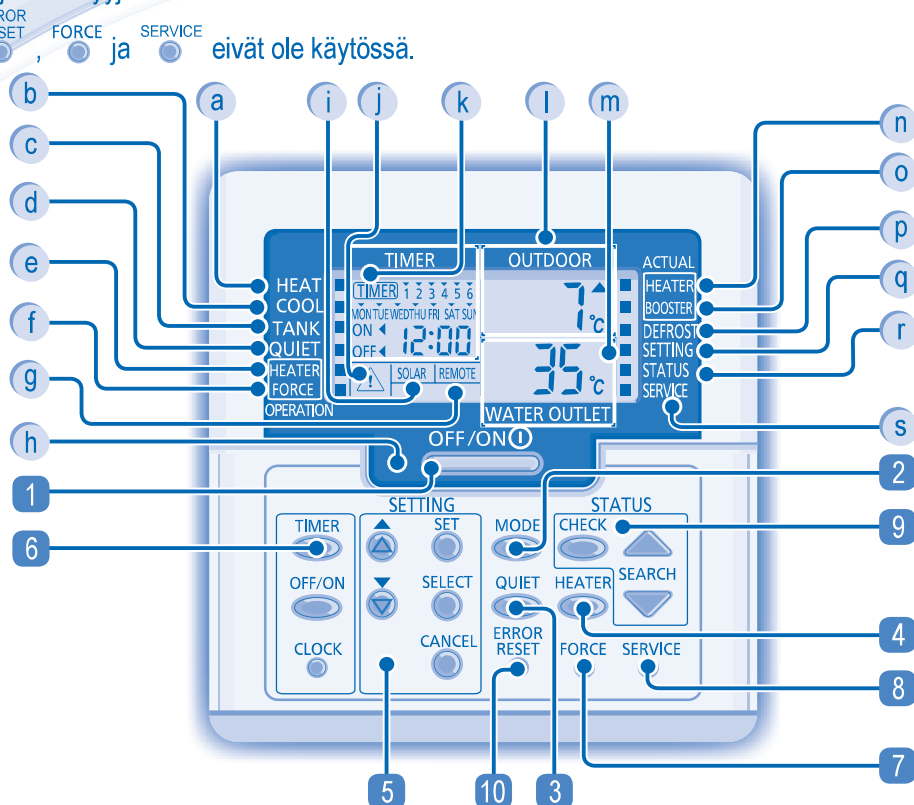 FORCE ja SERVICE eivät ole käytössä.
b a i j k l m n
c o
d p
e q
f r
g s
h
TIMER OUTDOOR ACTUAL
HEAT
COOL
TANK
QUIET
HEATER
FORCE
OPERATION
TIMER 1 2 3 4 5 6
MON TUE WED THU FRI SAT SUN
ON 12:00
OFF
SOLAR REMOTE
7 °C
35 °C
WATER OUTLET
HEATER
BOOSTER
DEFROST
SETTING
STATUS
SERVICE
OFF/ON
1 2
SETTING STATUS
6 TIMER SET MODE CHECK 9
OFF/ON SELECT QUIET HEATER SEARCH
CLOCK CANCEL ERROR RESET FORCE SERVICE
4
8
7
5 10 3